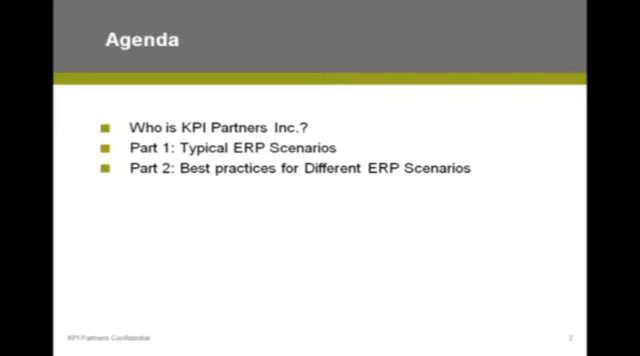 Agenda
Who is KPI Partners Inc.?
Part 1: Typical ERP Scenarios
Part 2: Best practices for Different ERP Scenarios
KPI Partners Confidential
2